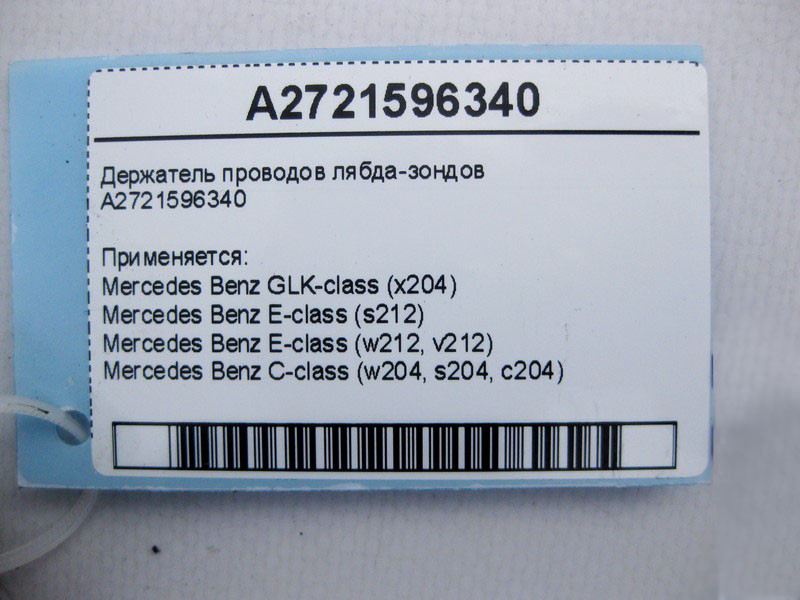 A2721596340
Держатель проводов лябда-зондов
A2721596340
Применяется:
Mercedes Benz GLK-class (x204)
Mercedes Benz E-class (s212)
Mercedes Benz E-class (w212, v212)
Mercedes Benz C-class (w204, s204, c204)